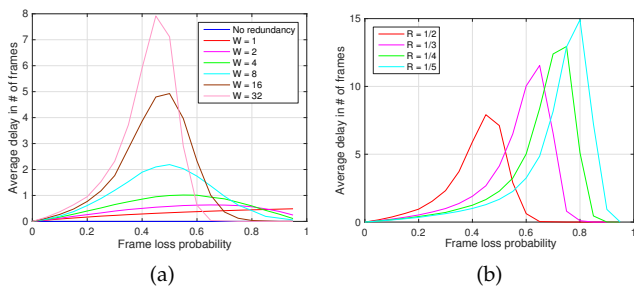 8
7
6
5
4
3
2
1
0
Average delay in # of frames
No redundancy
W = 1
W = 2
W = 4
W = 8
W = 16
W = 32
0 0.2 0.4 0.6 0.8 1
Frame loss probability
(a)
15
10
5
0
Average delay in # of frames
R = 1/2
R = 1/3
R = 1/4
R = 1/5
0 0.2 0.4 0.6 0.8 1
Frame loss probability
(b)